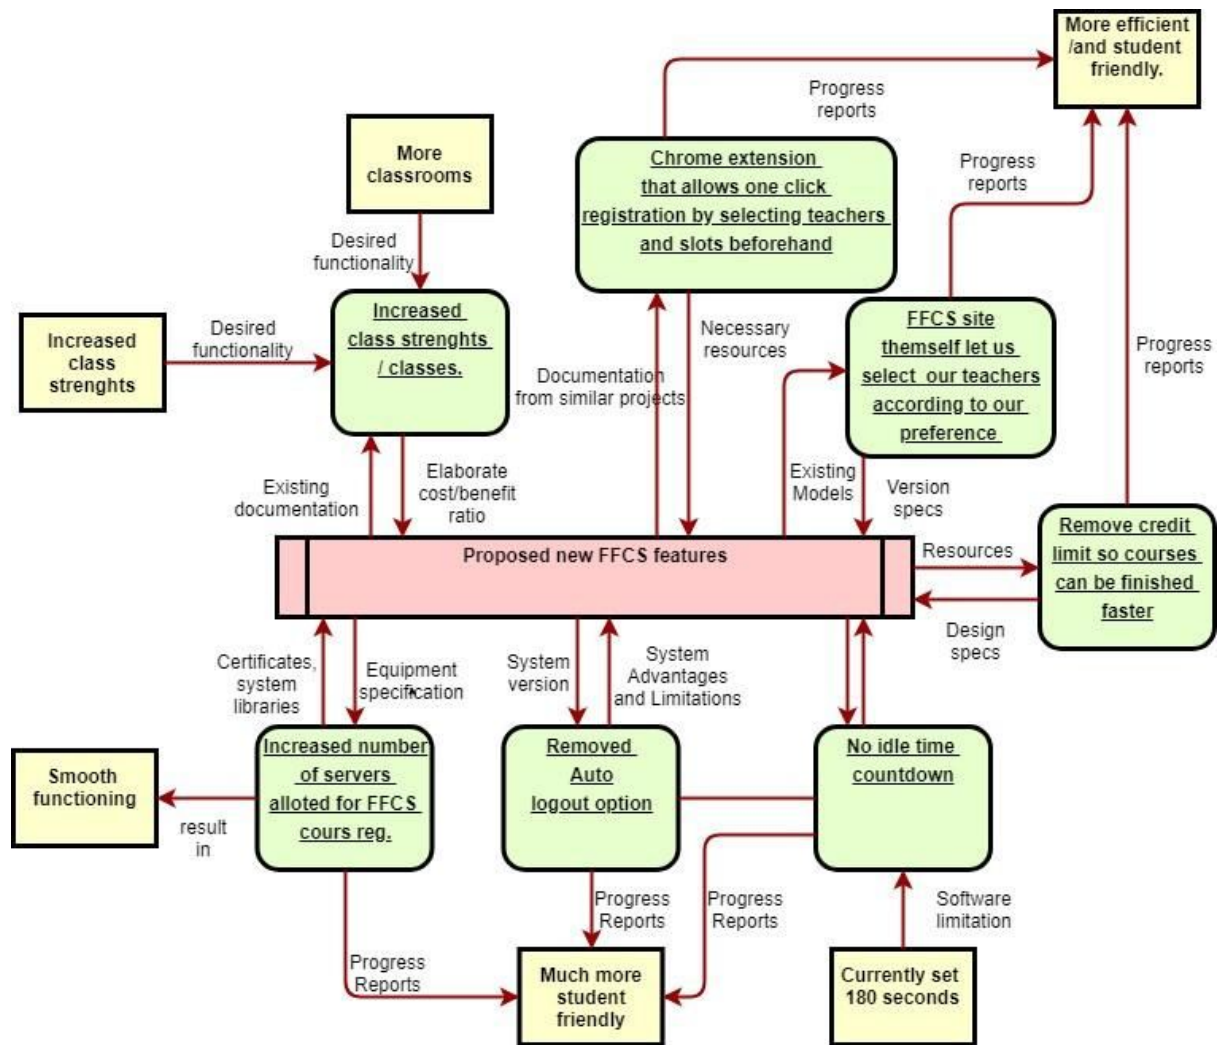 More efficient
/and student
friendly.
Progress
reports
More
classrooms
Chrome extension
that allows one click
registration by selecting teachers
and slots beforehand
Progress
reports
Desired
functionality
Increased
class
strenghts
Desired
functionality
Increased
class strenghts
/ classes.
Necessary
resources
FFCS site
themself let us
select our teachers
according to our
preference
Progress
reports
Documentation
from similar projects
Existing
documentation
Elaborate
cost/benefit
ratio
Existing
Models
Version
specs
Proposed new FFCS features
Resources
Remove credit
limit so courses
can be finished
faster
Design
specs
Certificates,
system
libraries
Equipment
specification
System
version
System
Advantages
and Limitations
Smooth
functioning
result
in
Increased number
of servers
alloted for FFCS
cours reg.
Removed
Auto
logout option
No idle time
countdown
Progress
Reports
Progress
Reports
Progress
Reports
Software
limitation
Much more
student
friendly
Currently set
180 seconds